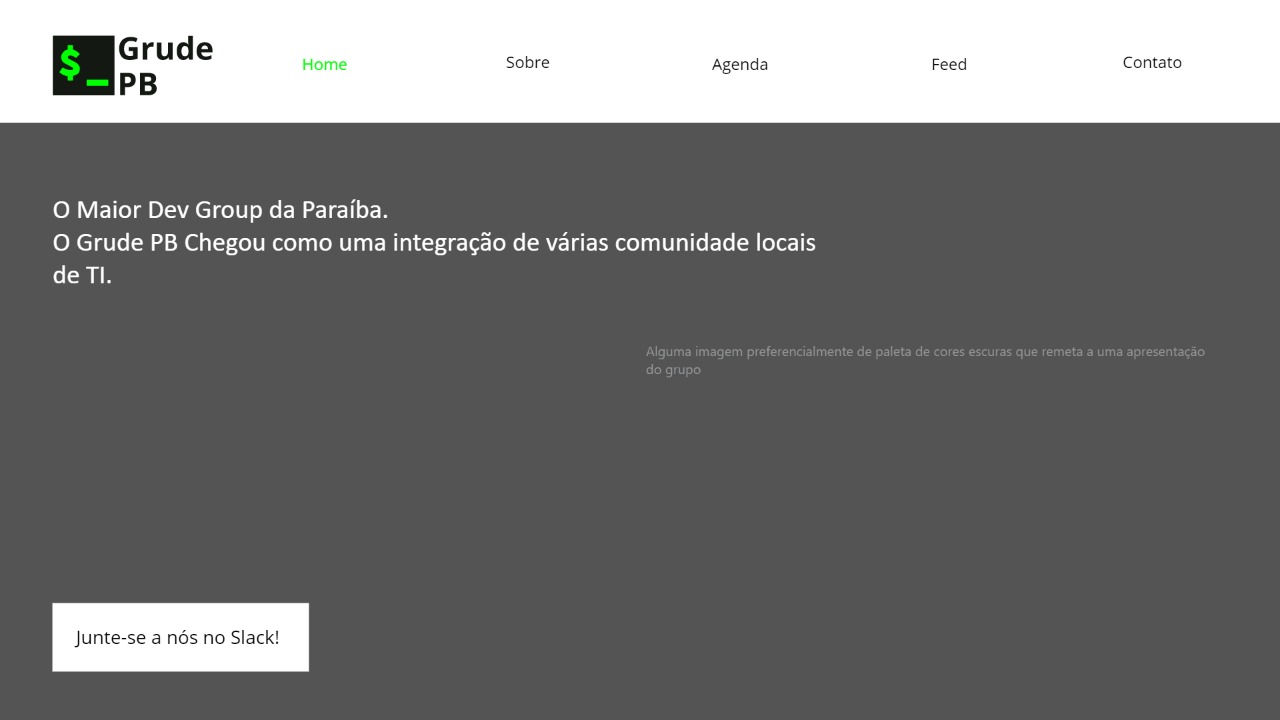 $_
Grude
PB
Home
Sobre
Agenda
Feed
Contato
O Maior Dev Group da Paraíba.
O Grude PB Chegou como uma integração de várias comunidade locais
de TI.
Alguma imagem preferencialmente de paleta de cores escuras que remeta a uma apresentação
do grupo
Junte-se a nós no Slack!